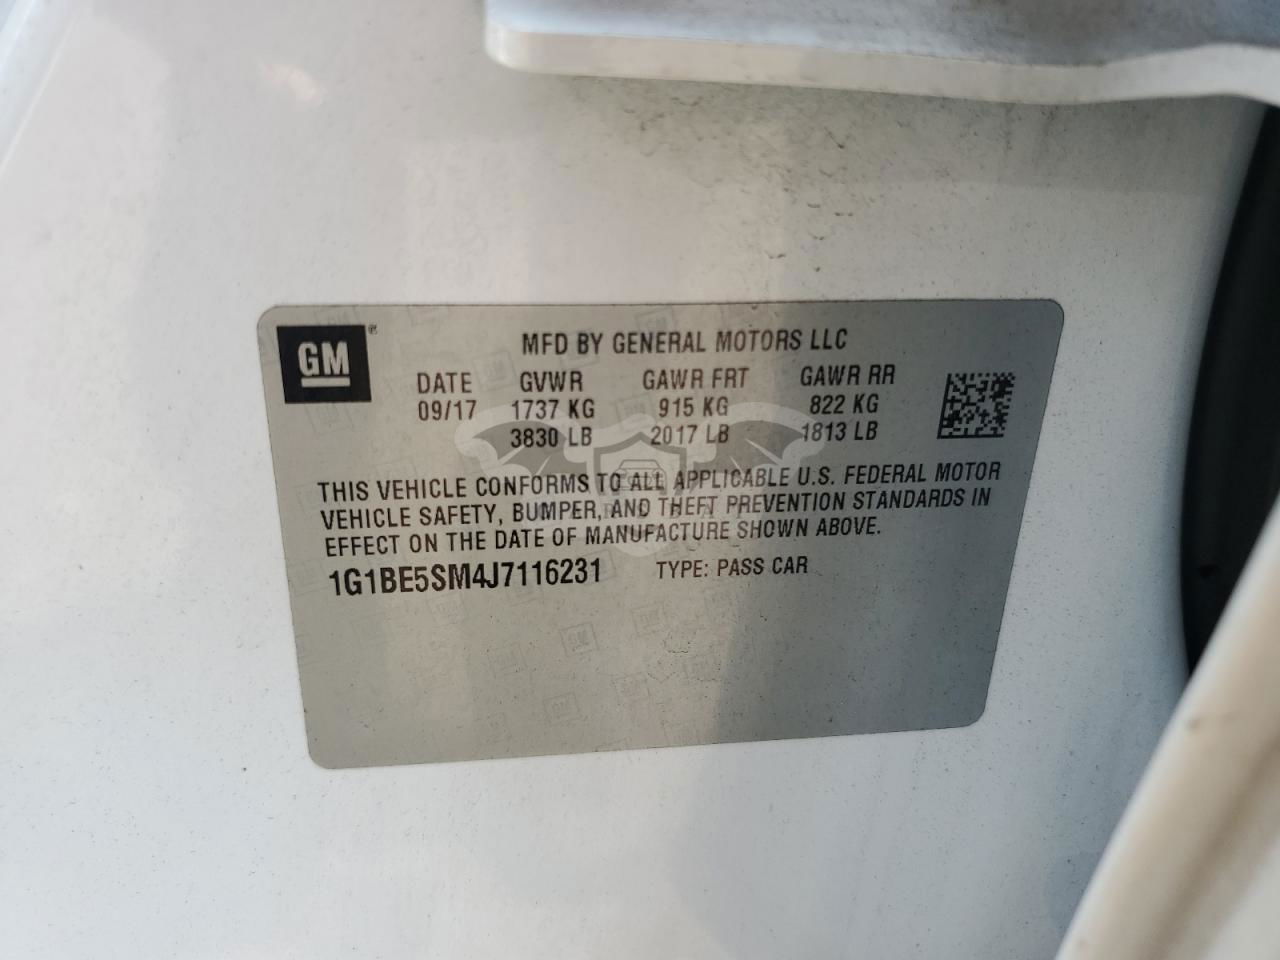 GM
MFD BY GENERAL MOTORS LLC
DATE GVWR GAWR FRT GAWR RR
09/17 1737 KG 915 KG 822 KG
3830 LB 2017 LB 1813 LB
THIS VEHICLE CONFORMS TO ALL APPLICABLE U.S. FEDERAL MOTOR
VEHICLE SAFETY, BUMPER, AND THEFT PREVENTION STANDARDS IN
EFFECT ON THE DATE OF MANUFACTURE SHOWN ABOVE.
1G1BE5SM4J7116231 TYPE: PASS CAR